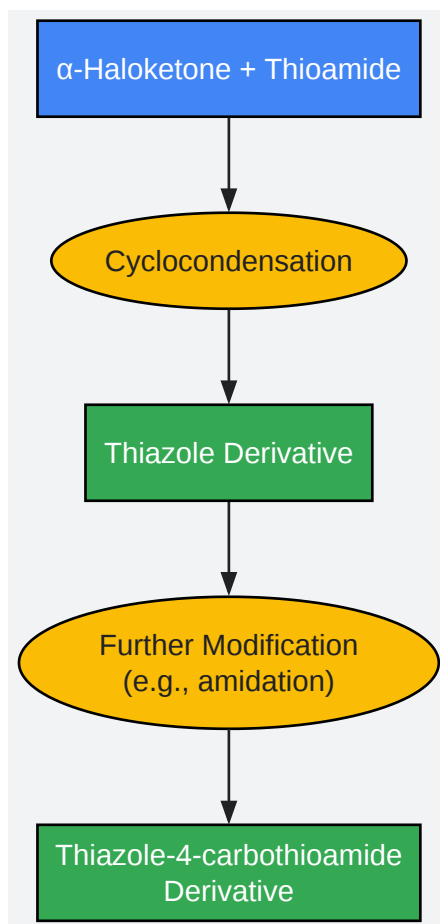 α-Haloketone + Thioamide
Cyclocondensation
Thiazole Derivative
Further Modification
(e.g., amidation)
Thiazole-4-carbothioamide
Derivative